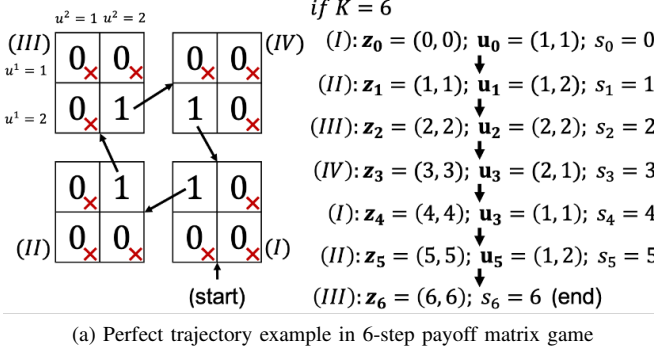 u² = 1 u² = 2
(III)
u¹ = 1
u¹ = 2
0 0
0 1
(IV)
0 0
1 0
0 1
0 0
(II)
1 0
0 0
(I)
(start)
if K = 6
(I): z₀ = (0,0); u₀ = (1,1); s₀ = 0
(II): z₁ = (1,1); u₁ = (1,2); s₁ = 1
(III): z₂ = (2,2); u₂ = (2,2); s₂ = 2
(IV): z₃ = (3,3); u₃ = (2,1); s₃ = 3
(I): z₄ = (4,4); u₃ = (1,1); s₄ = 4
(II): z₅ = (5,5); u₅ = (1,2); s₅ = 5
(III): z₆ = (6,6); s₆ = 6 (end)
(a) Perfect trajectory example in 6-step payoff matrix game